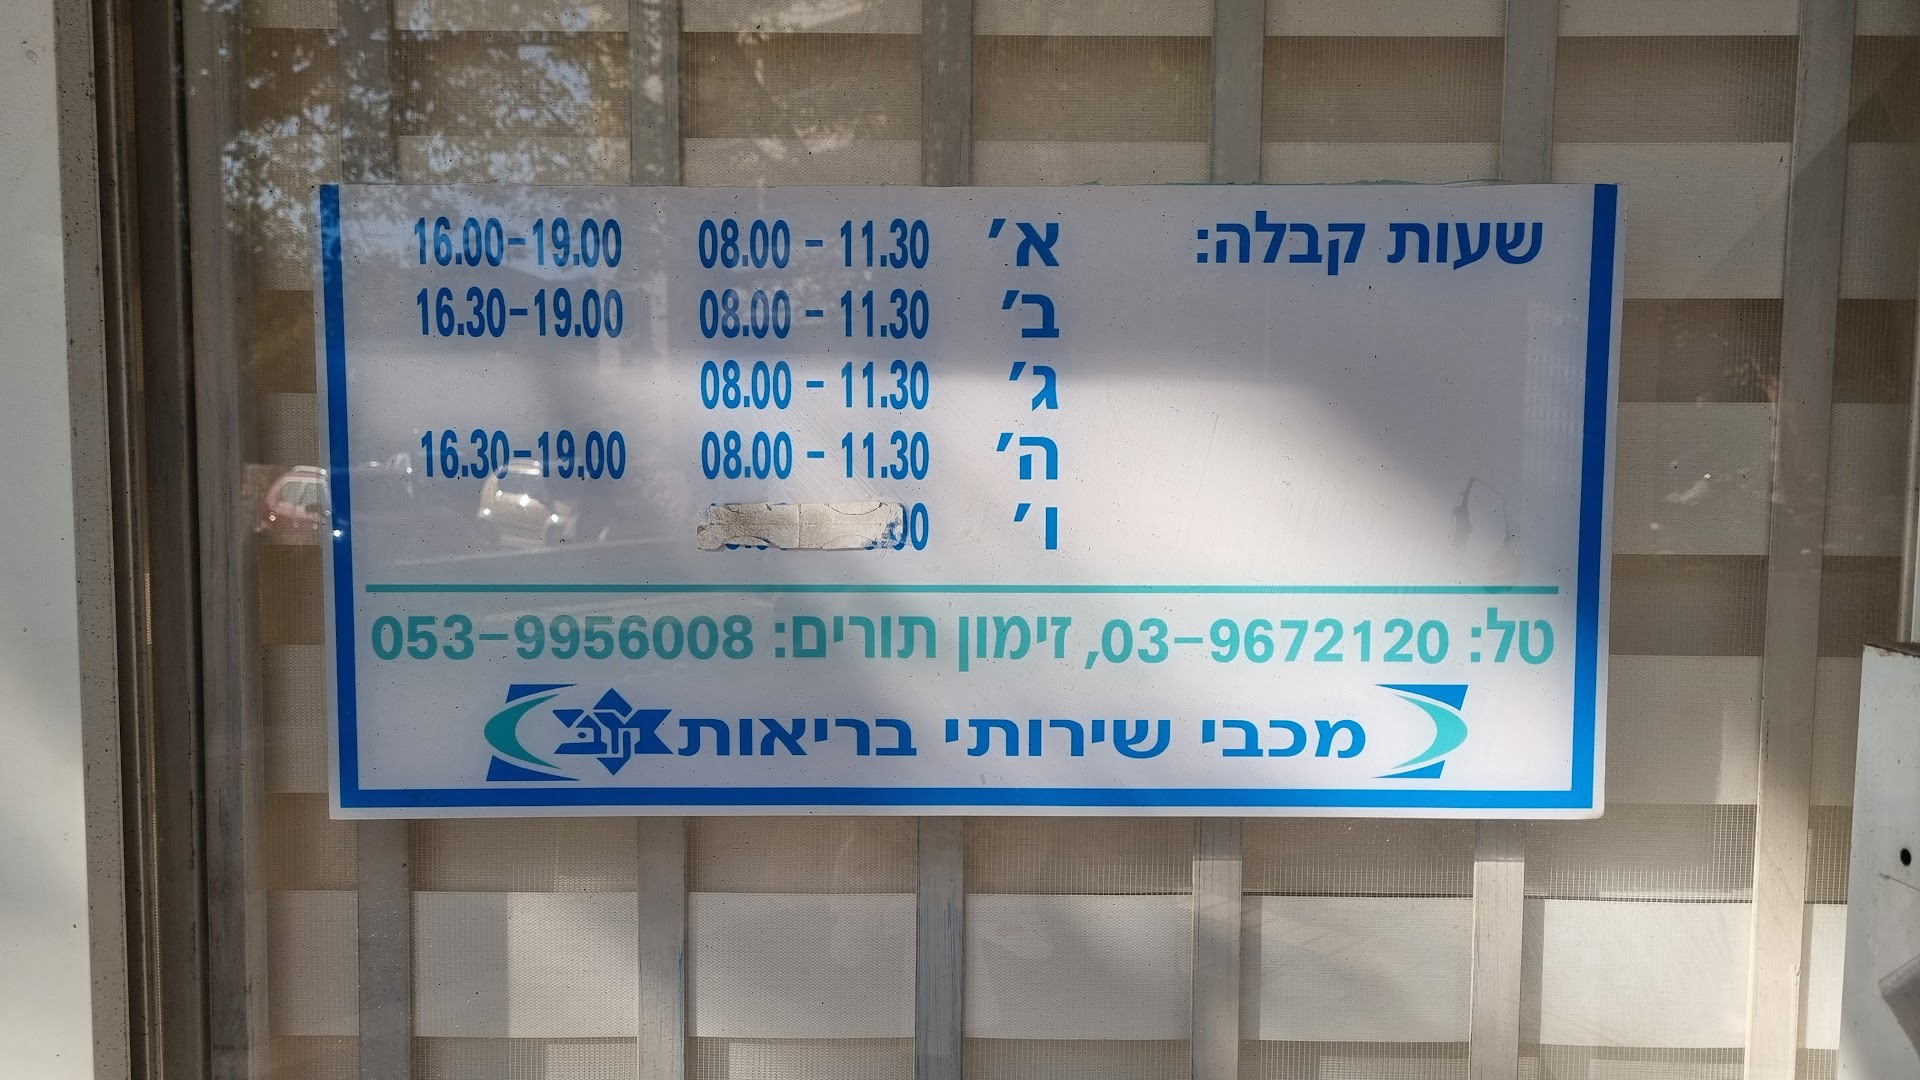 שעות קבלה: א' 08.00 - 11.30 16.00-19.00
ב' 08.00 - 11.30 16.30-19.00
ג' 08.00 - 11.30
ה' 08.00 - 11.30 16.30-19.00
ו'
טל: 03-9672120, זימון תורים: 053-9956008
מכבי שירותי בריאות מכבי